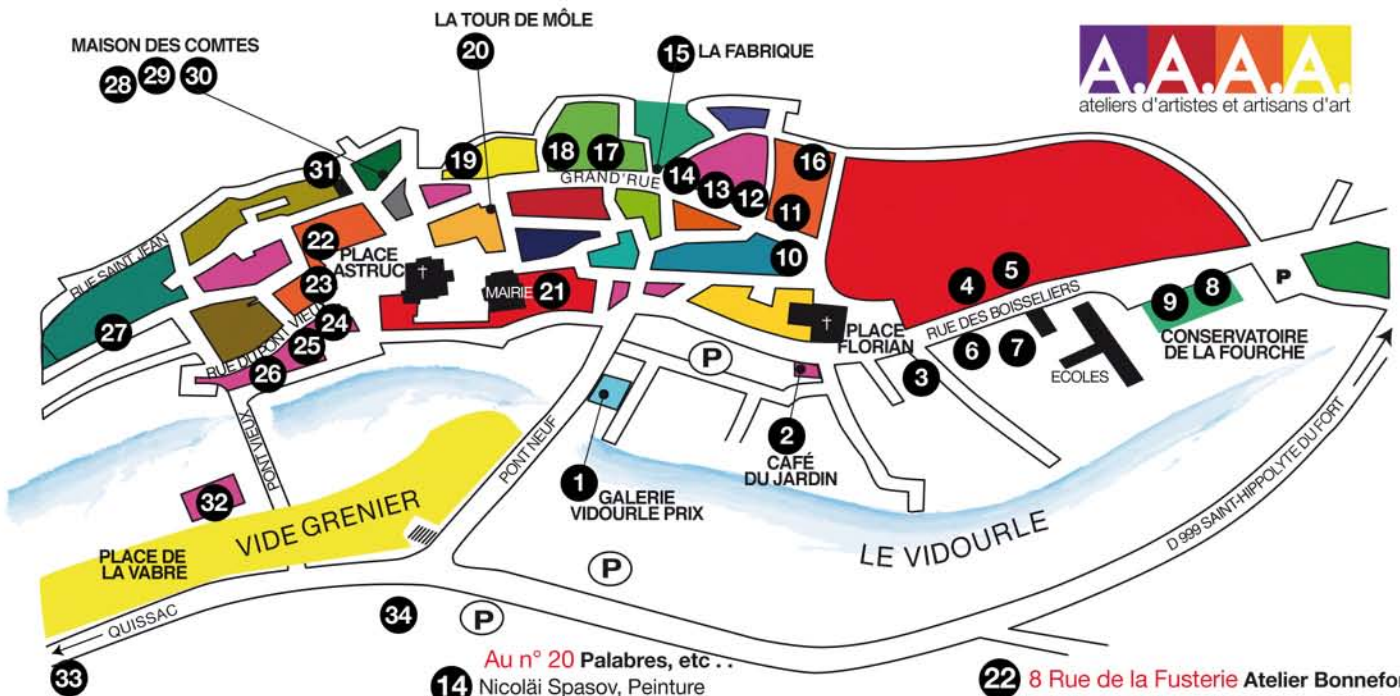 MAISON DES COMTES
28 29 30
LA TOUR DE MÔLE
20
15 LA FABRIQUE
A.A.A.A.
ateliers d'artistes et artisans d'art
31
19
18 17
GRAND'RUE
14 13 12
16
11
10
RUE SAINT JEAN
22
PLACE
ASTRUC
23
MAIRIE 21
27
RUE DU PONT VIEUX
24
25
26
4 5
RUE DES BOISSELIERS
6 7
3
ECOLES
9 8
P
CONSERVATOIRE
DE LA FOURCHE
PLACE
FLORIAN
P
2
CAFÉ
DU JARDIN
1 GALERIE
VIDOURLE PRIX
PONT VIEUX
PONT NEUF
32
VIDE GRENIER
PLACE DE
LA VABRE
LE VIDOURLE
D 999 SAINT-HIPPOLYTE DU FORT
P
QUISSAC
33
34
P
Au n° 20 Palabres, etc . .
14 Nicoläi Spasov, Peinture
22 8 Rue de la Fusterie Atelier Bonnefo